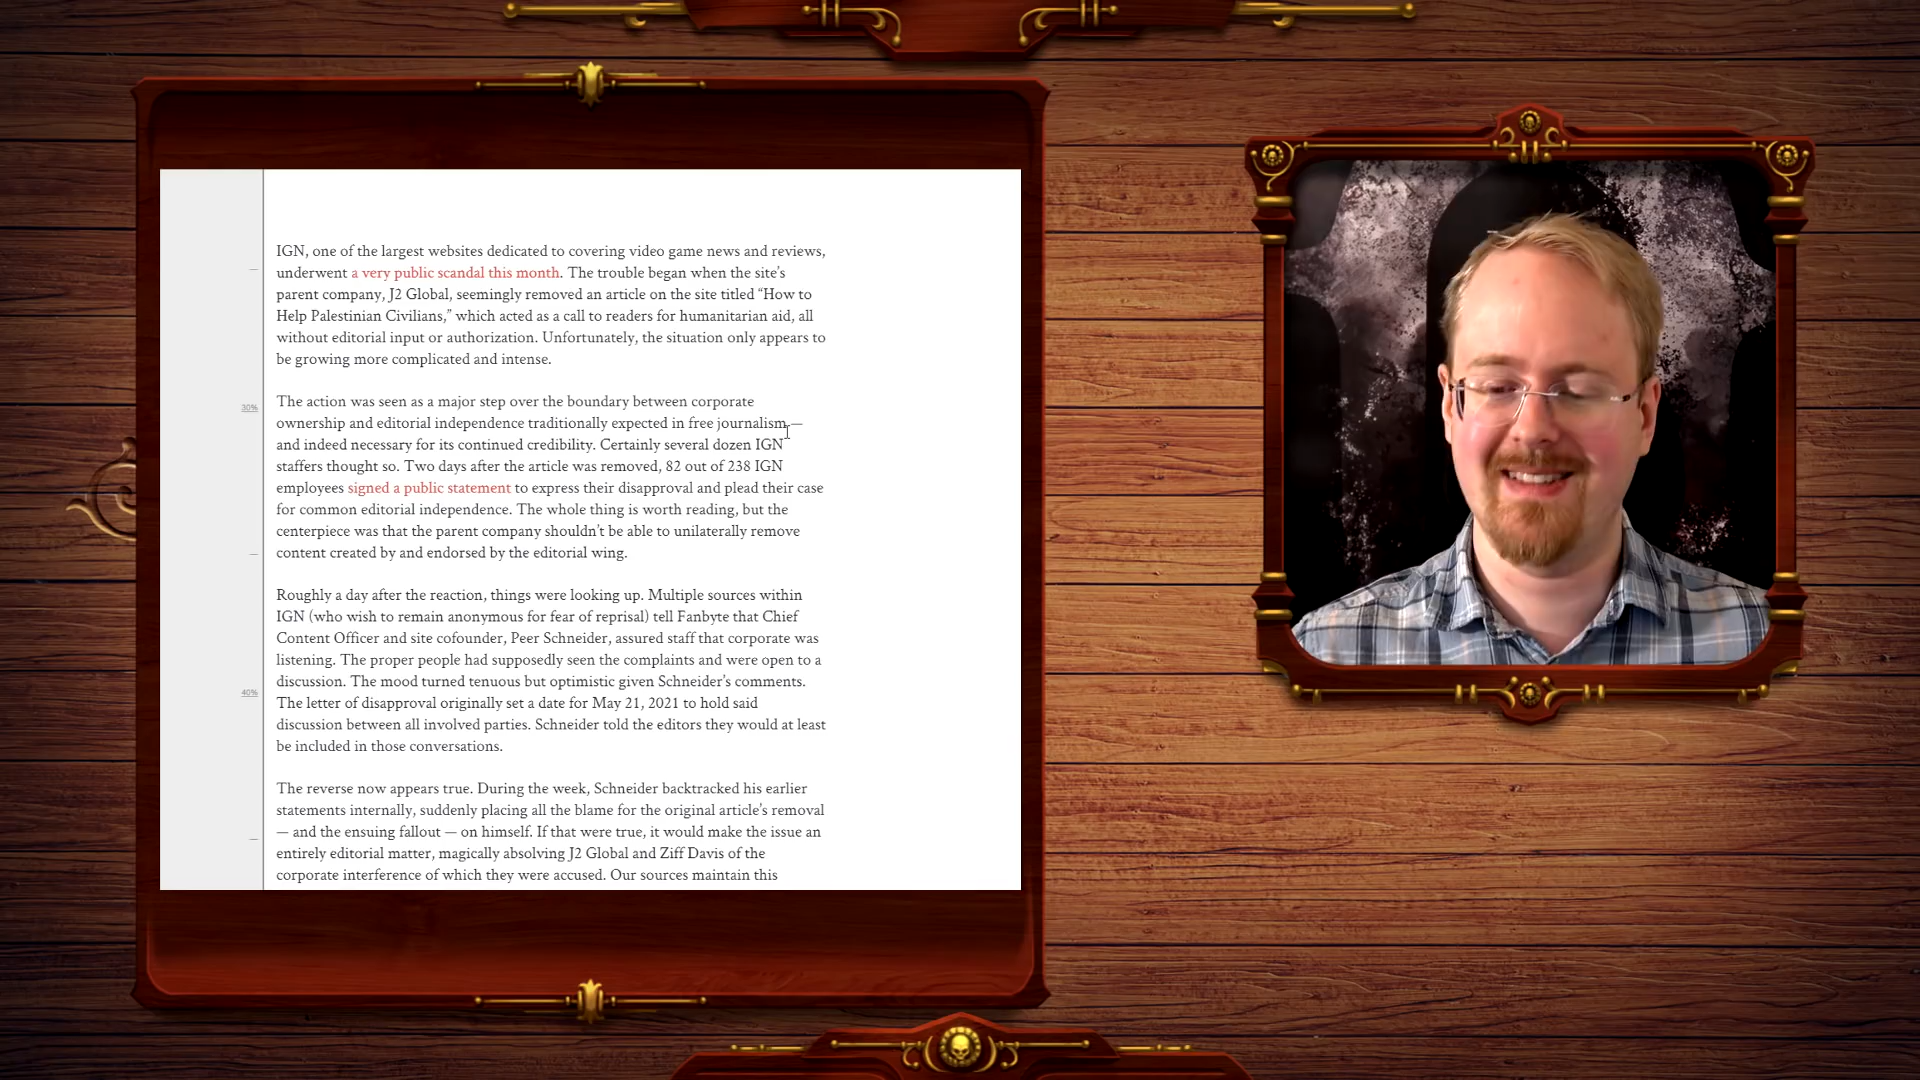 IGN, one of the largest websites dedicated to covering video game news and reviews,
underwent a very public scandal this month. The trouble began when the site’s
parent company, J2 Global, seemingly removed an article on the site titled “How to
Help Palestinian Civilians,” which acted as a call to readers for humanitarian aid, all
without editorial input or authorization. Unfortunately, the situation only appears to
be growing more complicated and intense.
30%
The action was seen as a major step over the boundary between corporate
ownership and editorial independence traditionally expected in free journalism —
and indeed necessary for its continued credibility. Certainly several dozen IGN
staffers thought so. Two days after the article was removed, 82 out of 238 IGN
employees signed a public statement to express their disapproval and plead their case
for common editorial independence. The whole thing is worth reading, but the
centerpiece was that the parent company shouldn’t be able to unilaterally remove
content created by and endorsed by the editorial wing.
Roughly a day after the reaction, things were looking up. Multiple sources within
IGN (who wish to remain anonymous for fear of reprisal) tell Fanbyte that Chief
Content Officer and site cofounder, Peer Schneider, assured staff that corporate was
listening. The proper people had supposedly seen the complaints and were open to a
discussion. The mood turned tenuous but optimistic given Schneider’s comments.
40%
The letter of disapproval originally set a date for May 21, 2021 to hold said
discussion between all involved parties. Schneider told the editors they would at least
be included in those conversations.
The reverse now appears true. During the week, Schneider backtracked his earlier
statements internally, suddenly placing all the blame for the original article’s removal
— and the ensuing fallout — on himself. If that were true, it would make the issue an
entirely editorial matter, magically absolving J2 Global and Ziff Davis of the
corporate interference of which they were accused. Our sources maintain this